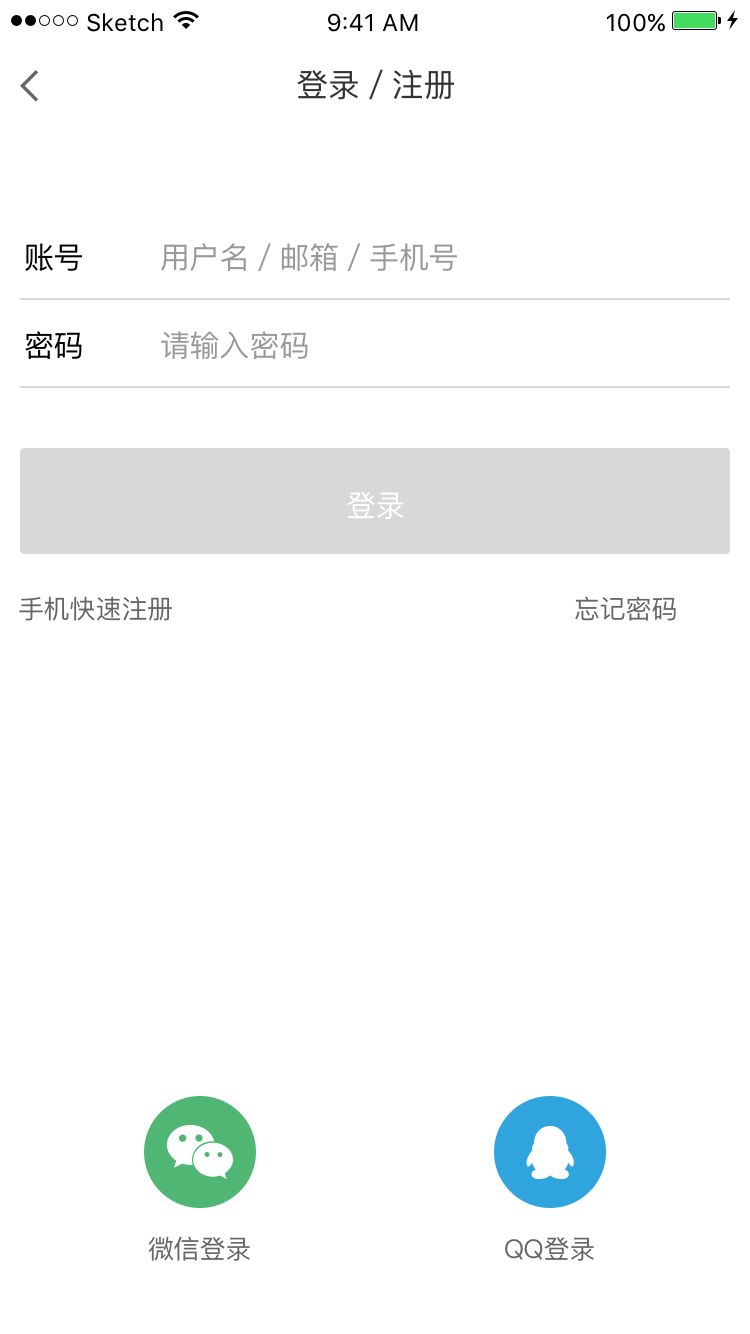 Sketch 9:41 AM 100%
登录 / 注册
账号 用户名 / 邮箱 / 手机号
密码 请输入密码
登录
手机快速注册 忘记密码
微信登录 QQ登录